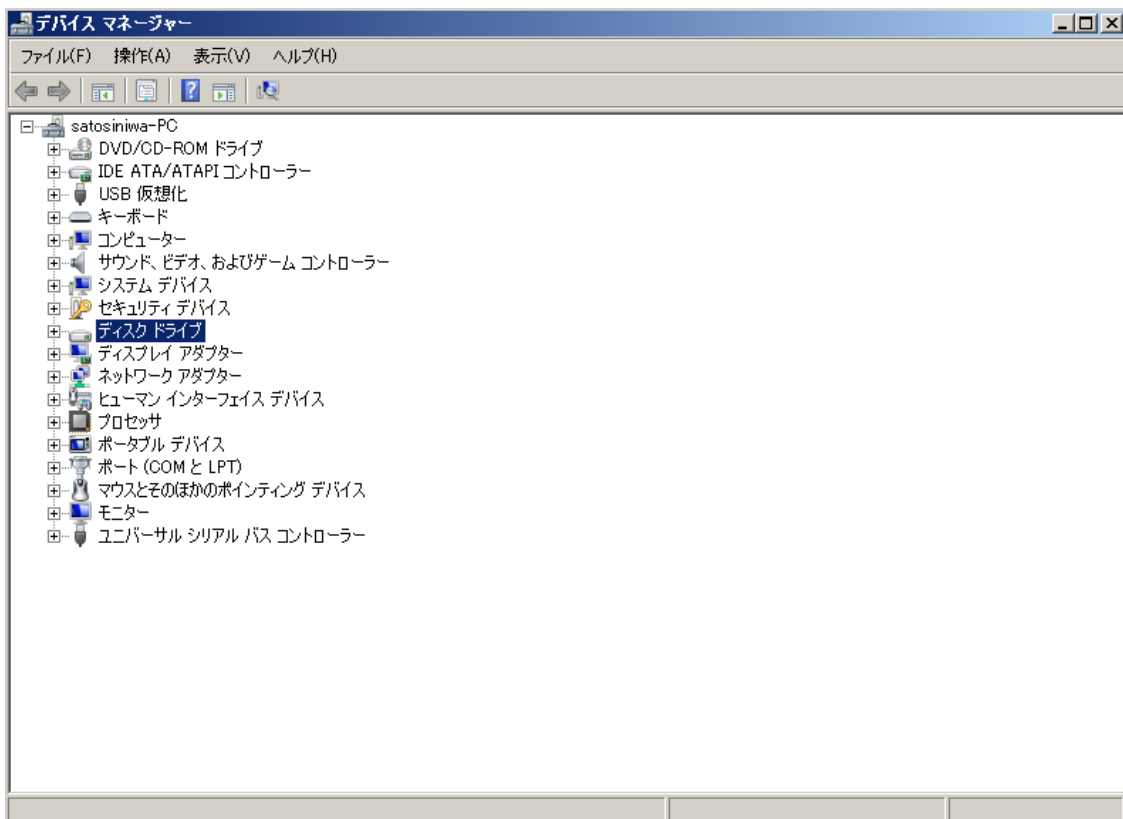 デバイス マネージャー
ファイル(F) 操作(A) 表示(V) ヘルプ(H)
satosiniwa-PC
DVD/CD-ROM ドライブ
IDE ATA/ATAPI コントローラー
USB 仮想化
キーボード
コンピューター
サウンド、ビデオ、およびゲーム コントローラー
システム デバイス
セキュリティ デバイス
ディスク ドライブ
ディスプレイ アダプター
ネットワーク アダプター
ヒューマン インターフェイス デバイス
プロセッサ
ポータブル デバイス
ポート (COM と LPT)
マウスとそのほかのポインティング デバイス
モニター
ユニバーサル シリアル バス コントローラー